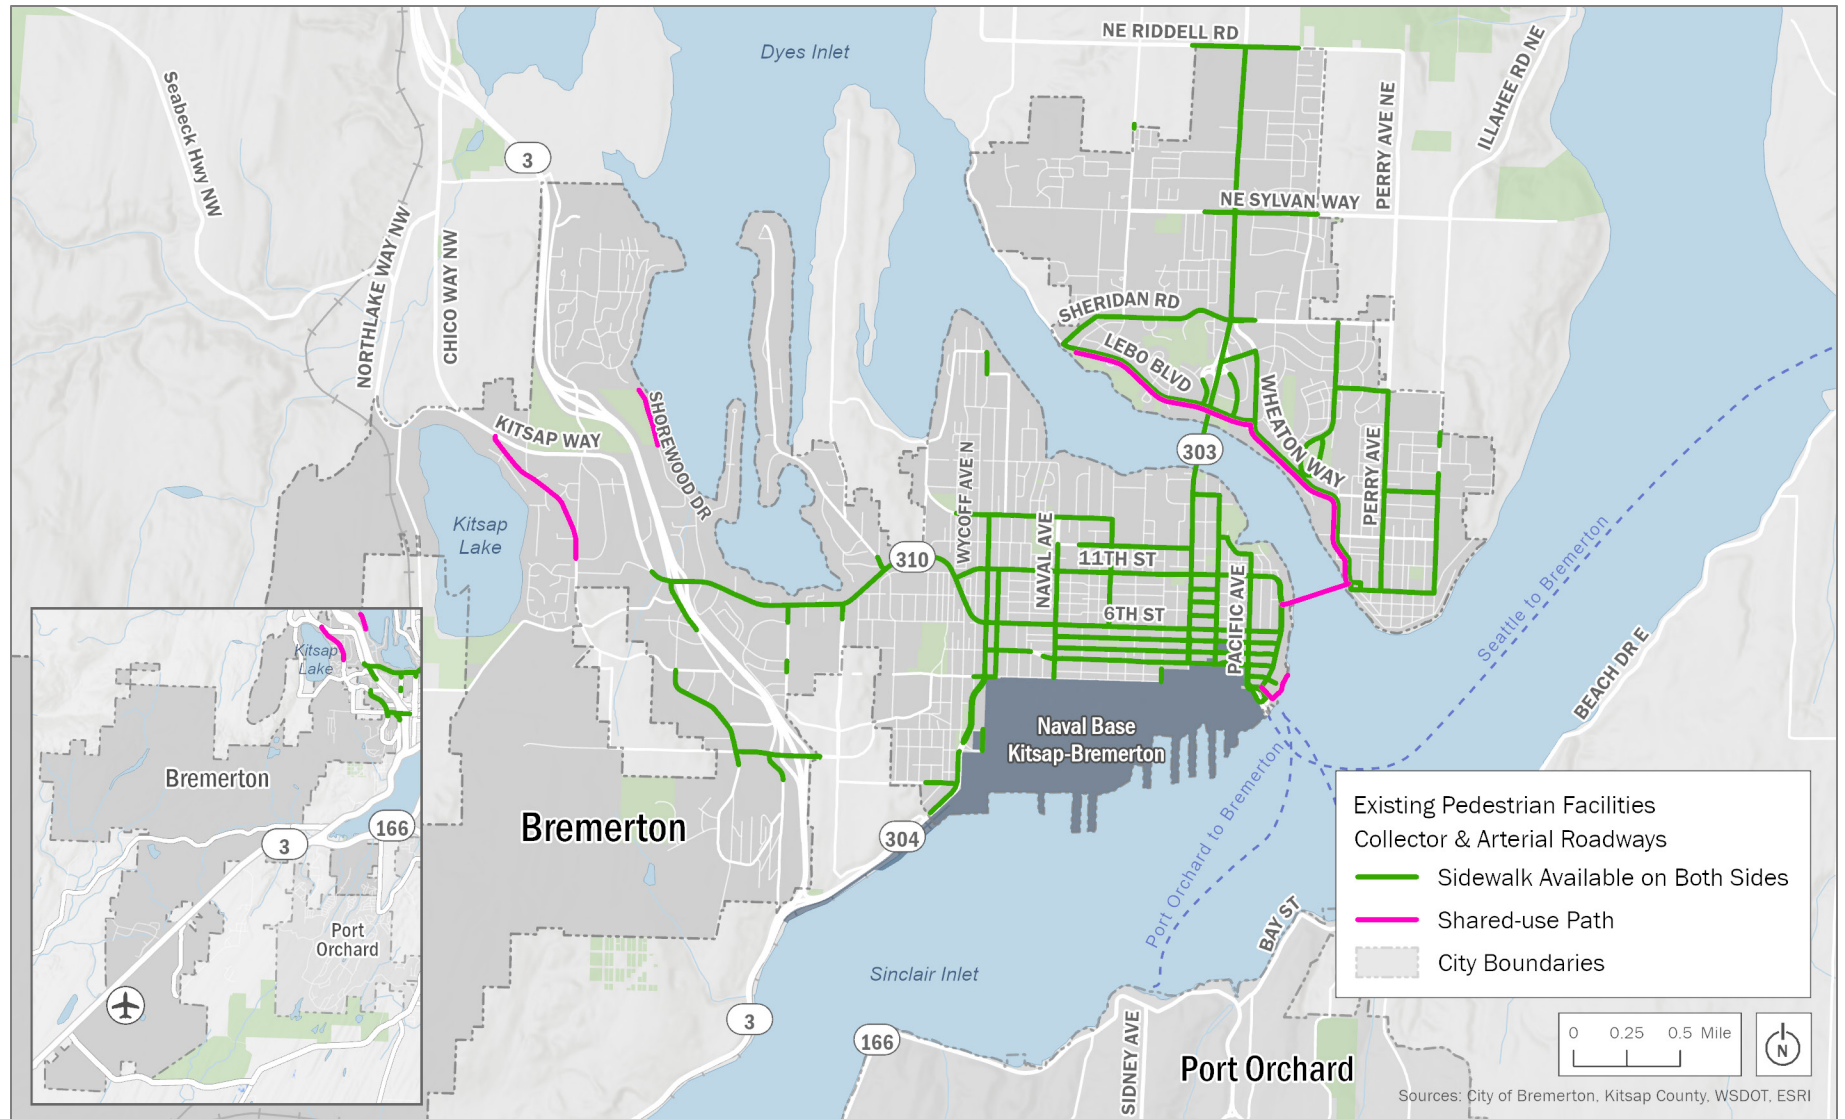 NE RIDDELL RD
Dyes Inlet
Seabeck Hwy NW
3
PERRY AVE NE
ILLAHEE RD NE
NE SYLVAN WAY
NORTHLAKE WAY NW
CHICO WAY NW
SHERIDAN RD
LEBO BLVD
KITSAP WAY
SHOREWOOD DR
WHEATON WAY
303
PERRY AVE
WYCOFF AVE N
Kitsap
Lake
NAVAL AVE
310
11TH ST
6TH ST
PACIFIC AVE
Seattle to Bremerton
BEACH DR E
Naval Base
Kitsap-Bremerton
Port Orchard to Bremerton
Bremerton
304
Sinclair Inlet
BAY ST
3
166
SIDNEY AVE
Port Orchard
Kitsap
Lake
Bremerton
166
3
Port
Orchard
Existing Pedestrian Facilities
Collector & Arterial Roadways
Sidewalk Available on Both Sides
Shared-use Path
City Boundaries
0 0.25 0.5 Mile
N
Sources: City of Bremerton, Kitsap County, WSDOT, ESRI